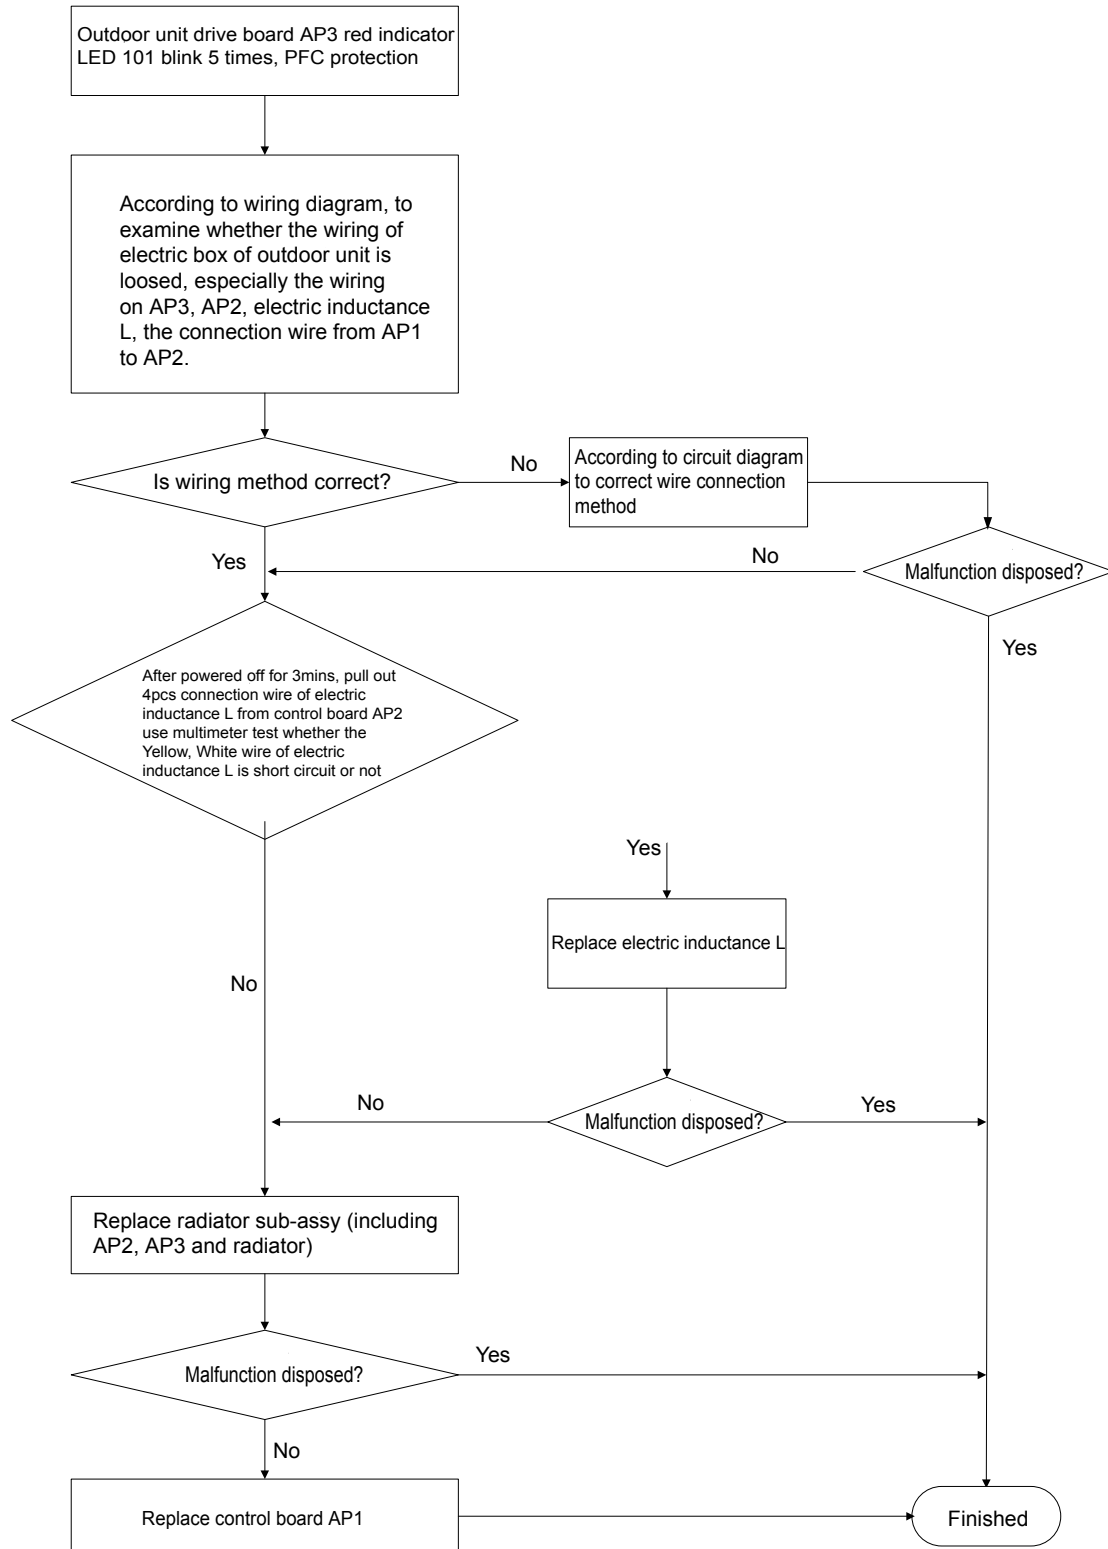 Outdoor unit drive board AP3 red indicator
LED 101 blink 5 times, PFC protection
According to wiring diagram, to
examine whether the wiring of
electric box of outdoor unit is
loosed, especially the wiring
on AP3, AP2, electric inductance
L, the connection wire from AP1
to AP2.
Is wiring method correct?
No
According to circuit diagram
to correct wire connection
method
Yes
No
Malfunction disposed?
Yes
After powered off for 3mins, pull out
4pcs connection wire of electric
inductance L from control board AP2
use multimeter test whether the
Yellow, White wire of electric
inductance L is short circuit or not
Yes
Replace electric inductance L
No
No
Malfunction disposed?
Yes
Replace radiator sub-assy (including
AP2, AP3 and radiator)
Malfunction disposed?
Yes
No
Replace control board AP1
Finished